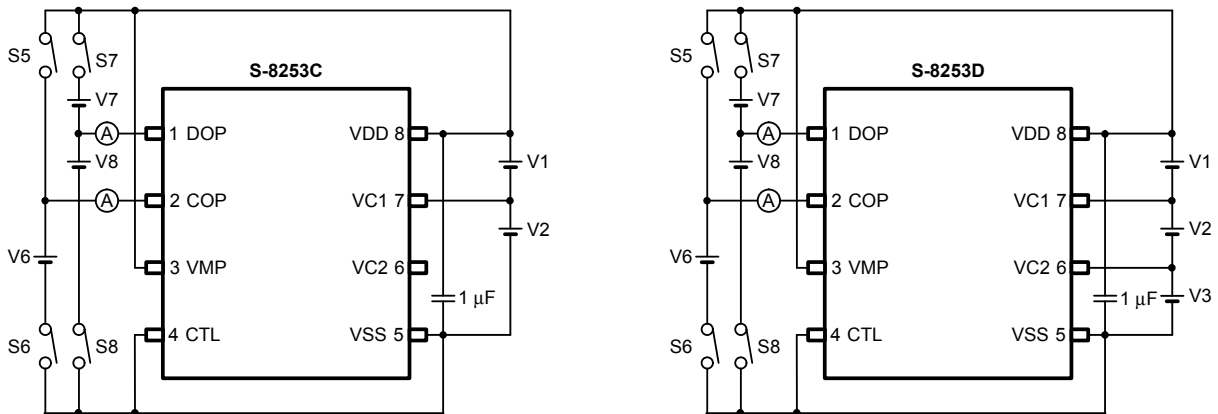 S-8253C
S5
S7
V7
A
1 DOP
VDD 8
V8
V1
A
2 COP
VC1 7
V2
V6
3 VMP
VC2 6
1 μF
4 CTL
VSS 5
S6
S8
S-8253D
S5
S7
V7
A
1 DOP
VDD 8
V8
V1
A
2 COP
VC1 7
V2
V6
3 VMP
VC2 6
1 μF
V3
4 CTL
VSS 5
S6
S8